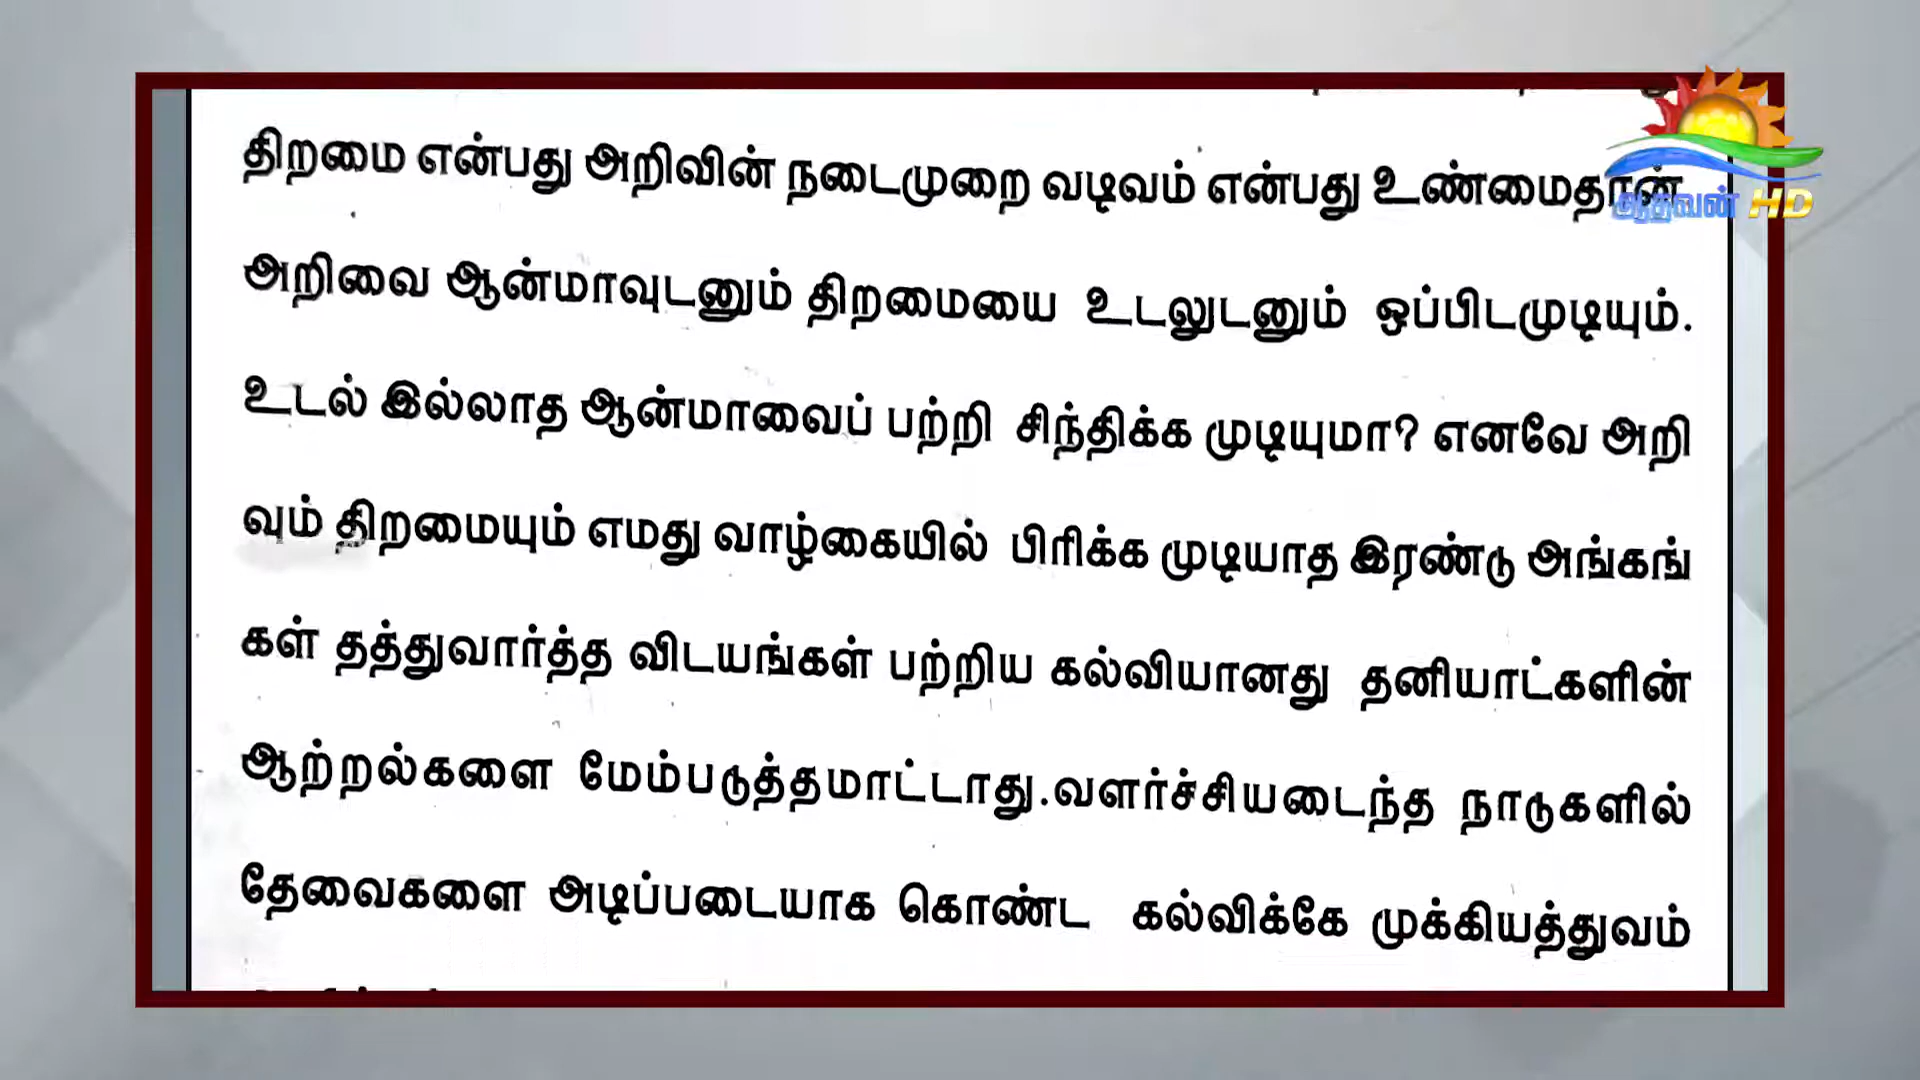 ஆதவன் HD
திறமை என்பது அறிவின் நடைமுறை வடிவம் என்பது உண்மைதான்
அறிவை ஆன்மாவுடனும் திறமையை உடலுடனும் ஒப்பிடமுடியும்.
உடல் இல்லாத ஆன்மாவைப் பற்றி சிந்திக்க முடியுமா? எனவே அறி
வும் திறமையும் எமது வாழ்கையில் பிரிக்க முடியாத இரண்டு அங்கங்
கள் தத்துவார்த்த விடயங்கள் பற்றிய கல்வியானது தனியாட்களின்
ஆற்றல்களை மேம்படுத்தமாட்டாது.வளர்ச்சியடைந்த நாடுகளில்
தேவைகளை அடிப்படையாக கொண்ட கல்விக்கே முக்கியத்துவம்